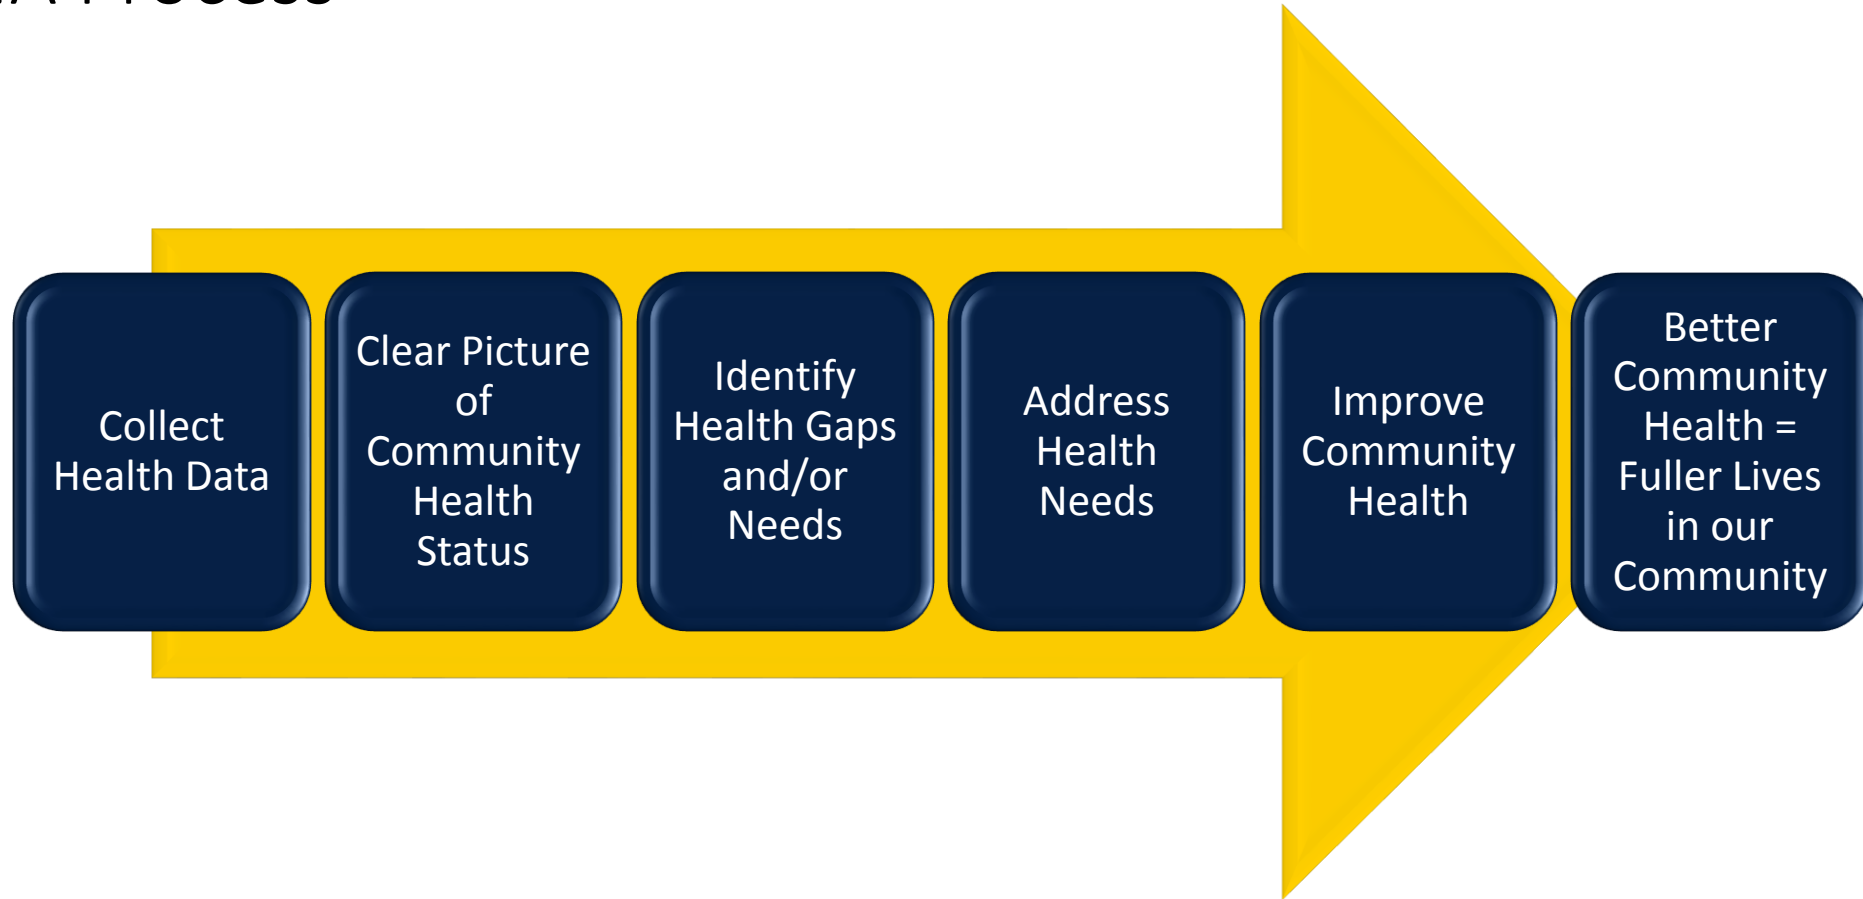 Process
Collect
Health Data
Clear Picture
of
Community
Health
Status
Identify
Health Gaps
and/or
Needs
Address
Health
Needs
Improve
Community
Health
Better
Community
Health =
Fuller Lives
in our
Community